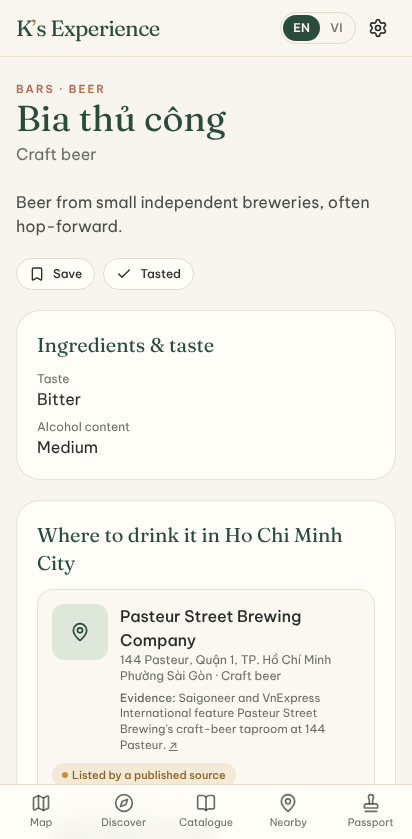 K's Experience
EN VI
BARS · BEER
Bia thủ công
Craft beer
Beer from small independent breweries, often
hop-forward.
Save Tasted
Ingredients & taste
Taste
Bitter
Alcohol content
Medium
Where to drink it in Ho Chi Minh
City
Pasteur Street Brewing
Company
144 Pasteur, Quận 1, TP. Hồ Chí Minh
Phường Sài Gòn · Craft beer
Evidence: Saigoneer and VnExpress
International feature Pasteur Street
Brewing's craft-beer taproom at 144
Pasteur. ↗
Listed by a published source
Map Discover Catalogue Nearby Passport